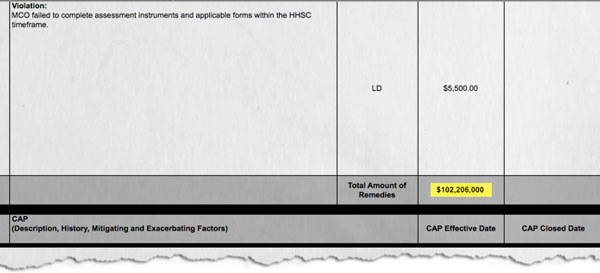 Violation:
MCO failed to complete assessment instruments and applicable forms within the HHSC
timeframe.
LD
$5,500.00
Total Amount of
Remedies
$102,206,000
CAP
(Description, History, Mitigating and Exacerbating Factors)
CAP Effective Date
CAP Closed Date